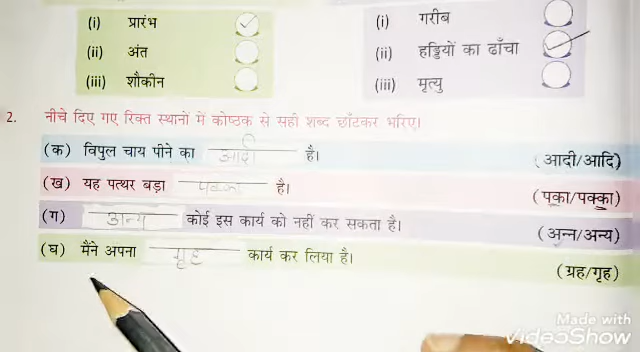 (i) प्रारंभ (i) गरीब
(ii) अंत (ii) हड्डियों का ढाँचा
(iii) शौकीन (iii) मृत्यु
2. नीचे दिए गए रिक्त स्थानों में कोष्ठक से सही शब्द छाँटकर भरिए।
(क) विपुल चाय पीने का आदी है। (आदी/आदि)
(ख) यह पत्थर बड़ा पक्का है। (पका/पक्का)
(ग) अन्य कोई इस कार्य को नहीं कर सकता है। (अन्न/अन्य)
(घ) मैंने अपना गृह कार्य कर लिया है। (ग्रह/गृह)
Made with
VideoShow